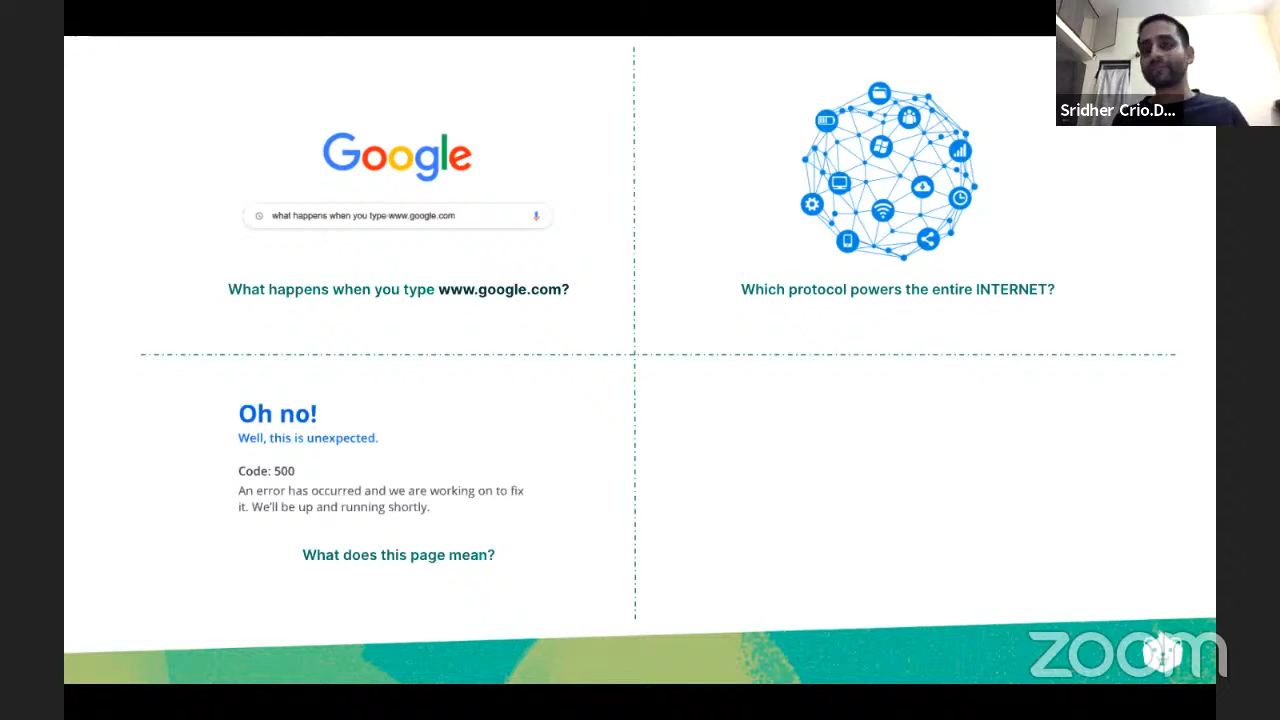 Google
what happens when you type www.google.com
What happens when you type www.google.com?
Which protocol powers the entire INTERNET?
Oh no!
Well, this is unexpected.
Code: 500
An error has occurred and we are working on to fix
it. We'll be up and running shortly.
What does this page mean?
Sridher Crio.D...
zoom